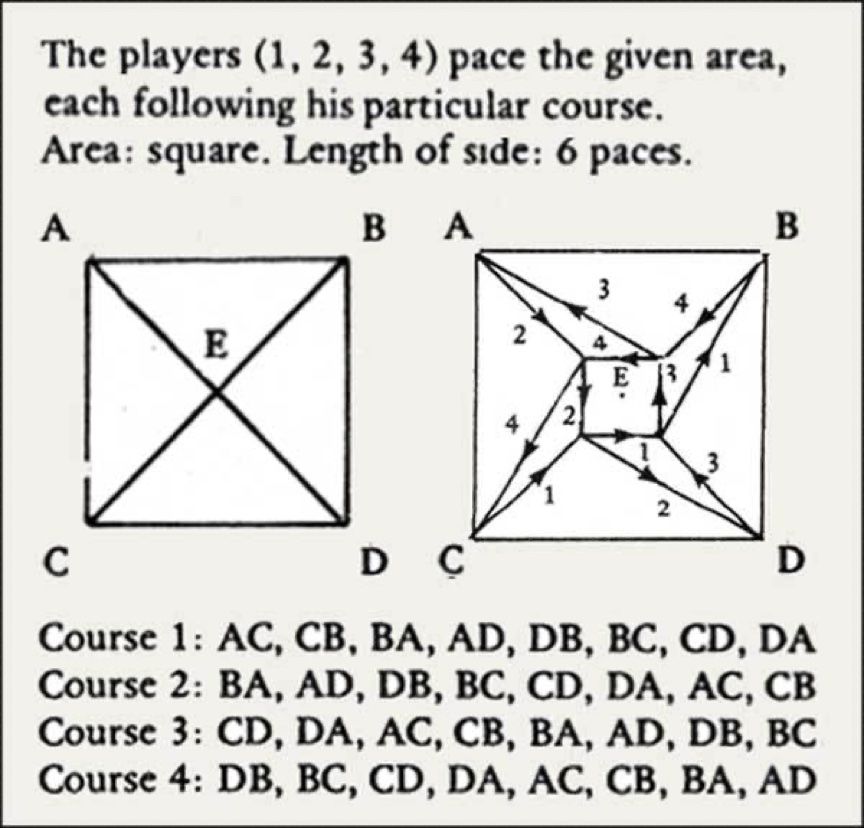 The players (1, 2, 3, 4) pace the given area,
each following his particular course.
Area: square. Length of side: 6 paces.
A B A B
E
3
4
2
4
E
3
1
4
2
1
3
1
2
C D C D
Course 1: AC, CB, BA, AD, DB, BC, CD, DA
Course 2: BA, AD, DB, BC, CD, DA, AC, CB
Course 3: CD, DA, AC, CB, BA, AD, DB, BC
Course 4: DB, BC, CD, DA, AC, CB, BA, AD